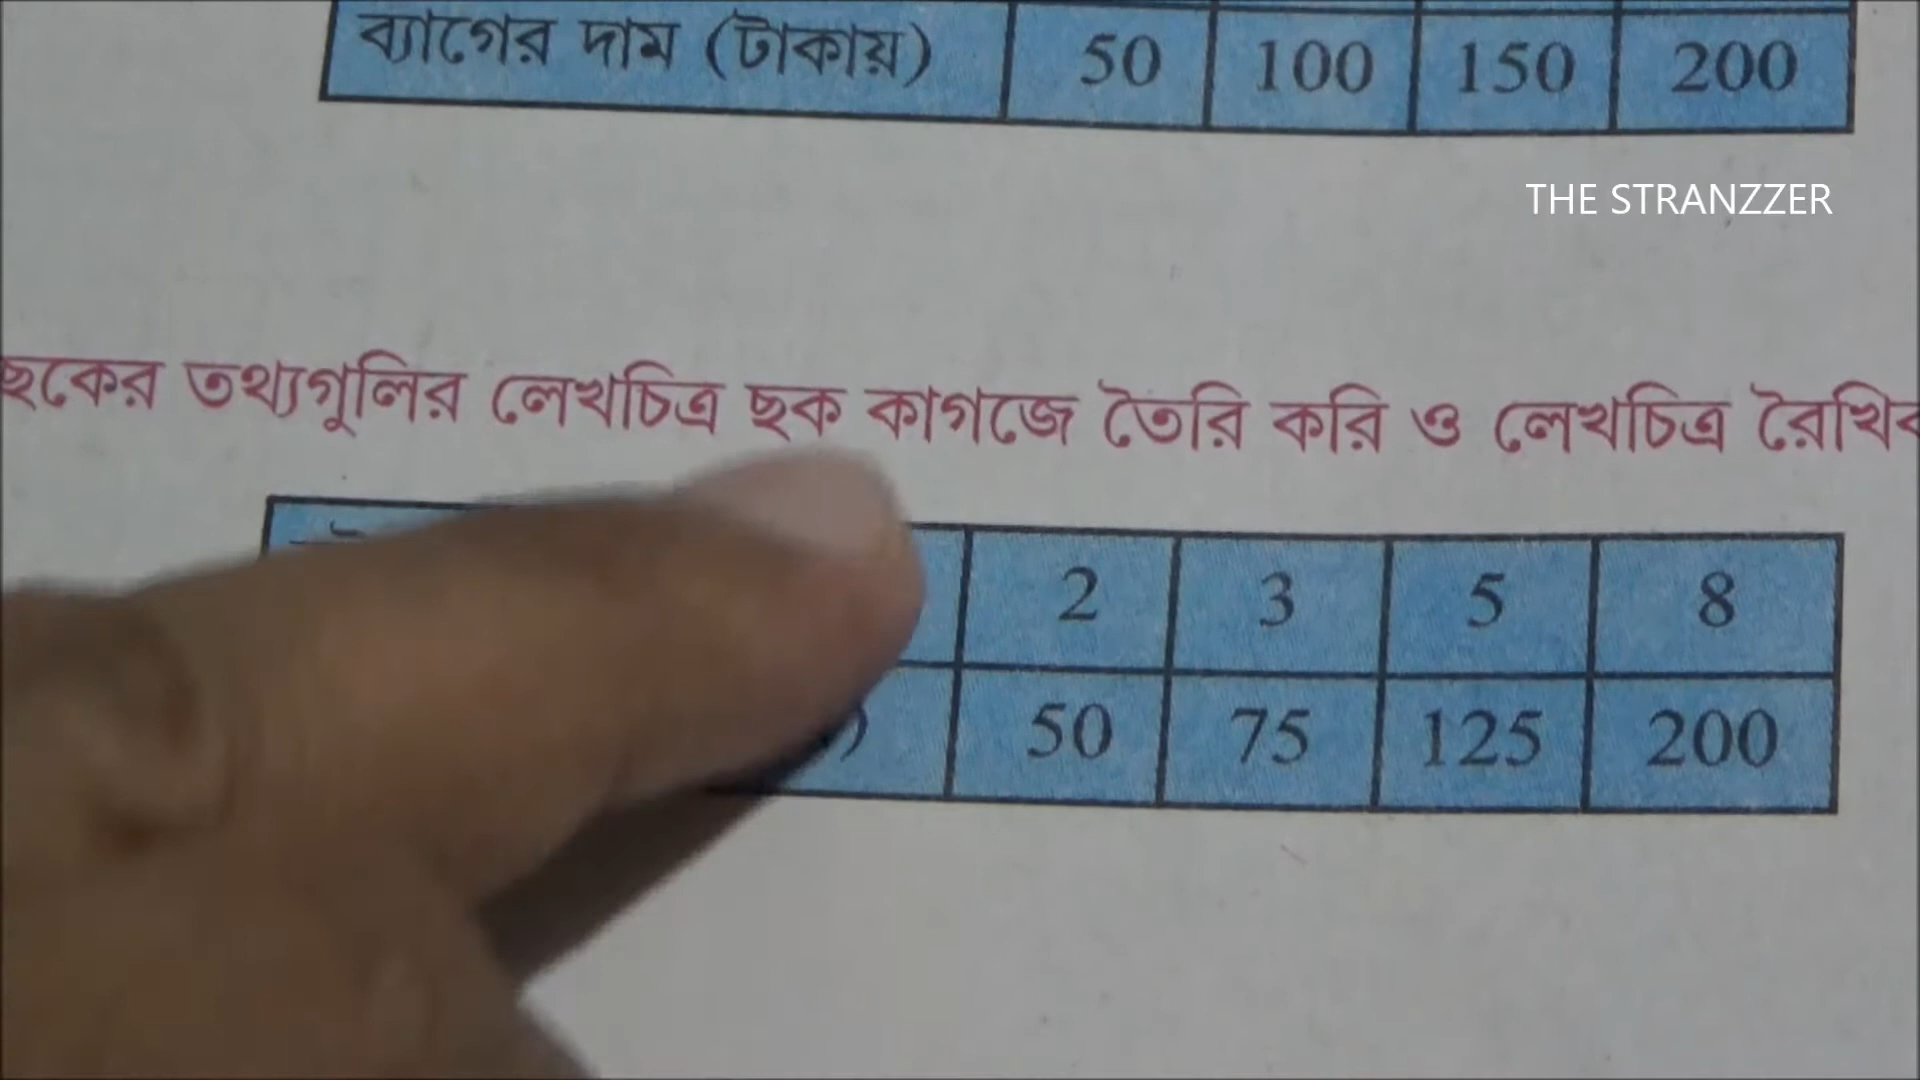 ব্যাগের দাম (টাকায়) 50 100 150 200
THE STRANZZER
ছকের তথ্যগুলির লেখচিত্র ছক কাগজে তৈরি করি ও লেখচিত্র
2 3 5 8
) 50 75 125 200